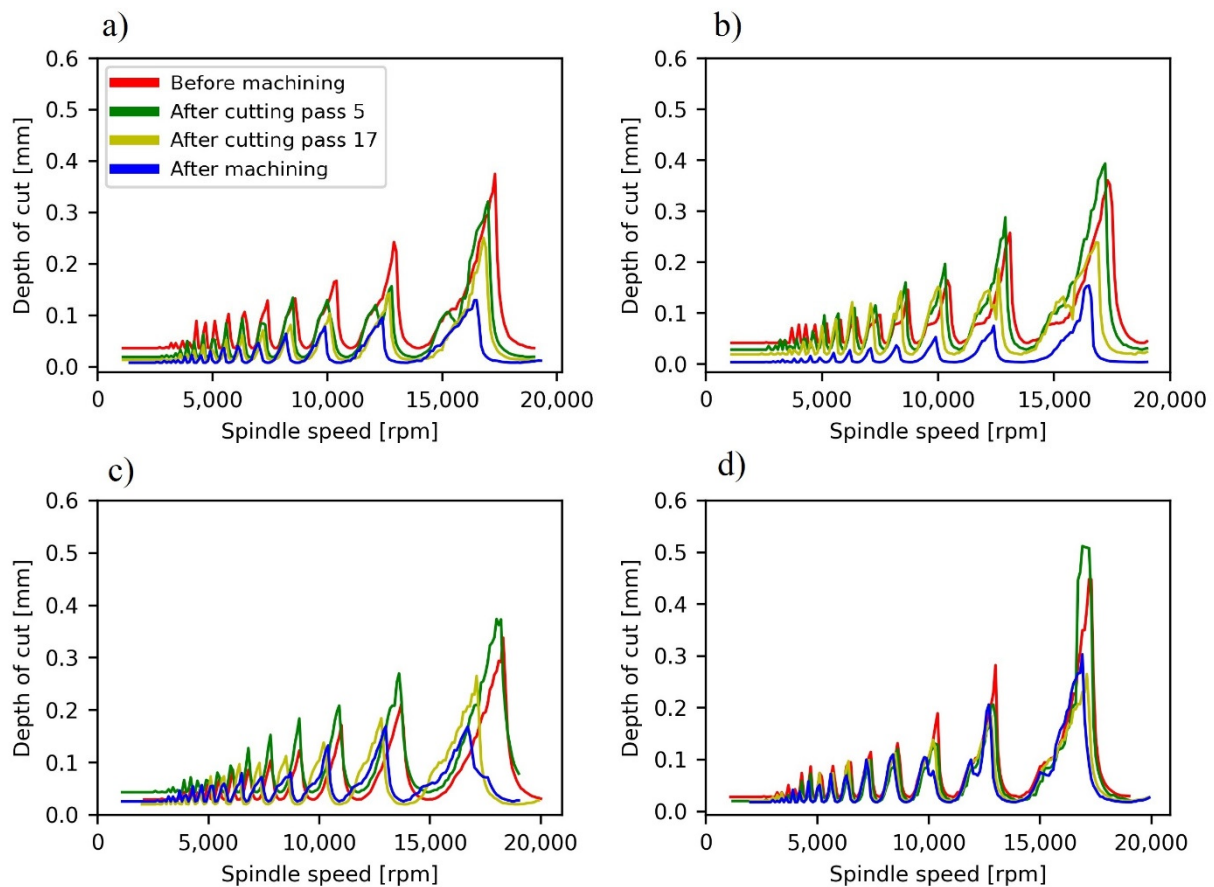 a)
0.6
0.5
0.4
0.3
0.2
0.1
0.0
Depth of cut [mm]
Before machining
After cutting pass 5
After cutting pass 17
After machining
0 5,000 10,000 15,000 20,000
Spindle speed [rpm]
b)
0.6
0.5
0.4
0.3
0.2
0.1
0.0
Depth of cut [mm]
0 5,000 10,000 15,000 20,000
Spindle speed [rpm]
c)
0.6
0.5
0.4
0.3
0.2
0.1
0.0
Depth of cut [mm]
0 5,000 10,000 15,000 20,000
Spindle speed [rpm]
d)
0.6
0.5
0.4
0.3
0.2
0.1
0.0
Depth of cut [mm]
0 5,000 10,000 15,000 20,000
Spindle speed [rpm]